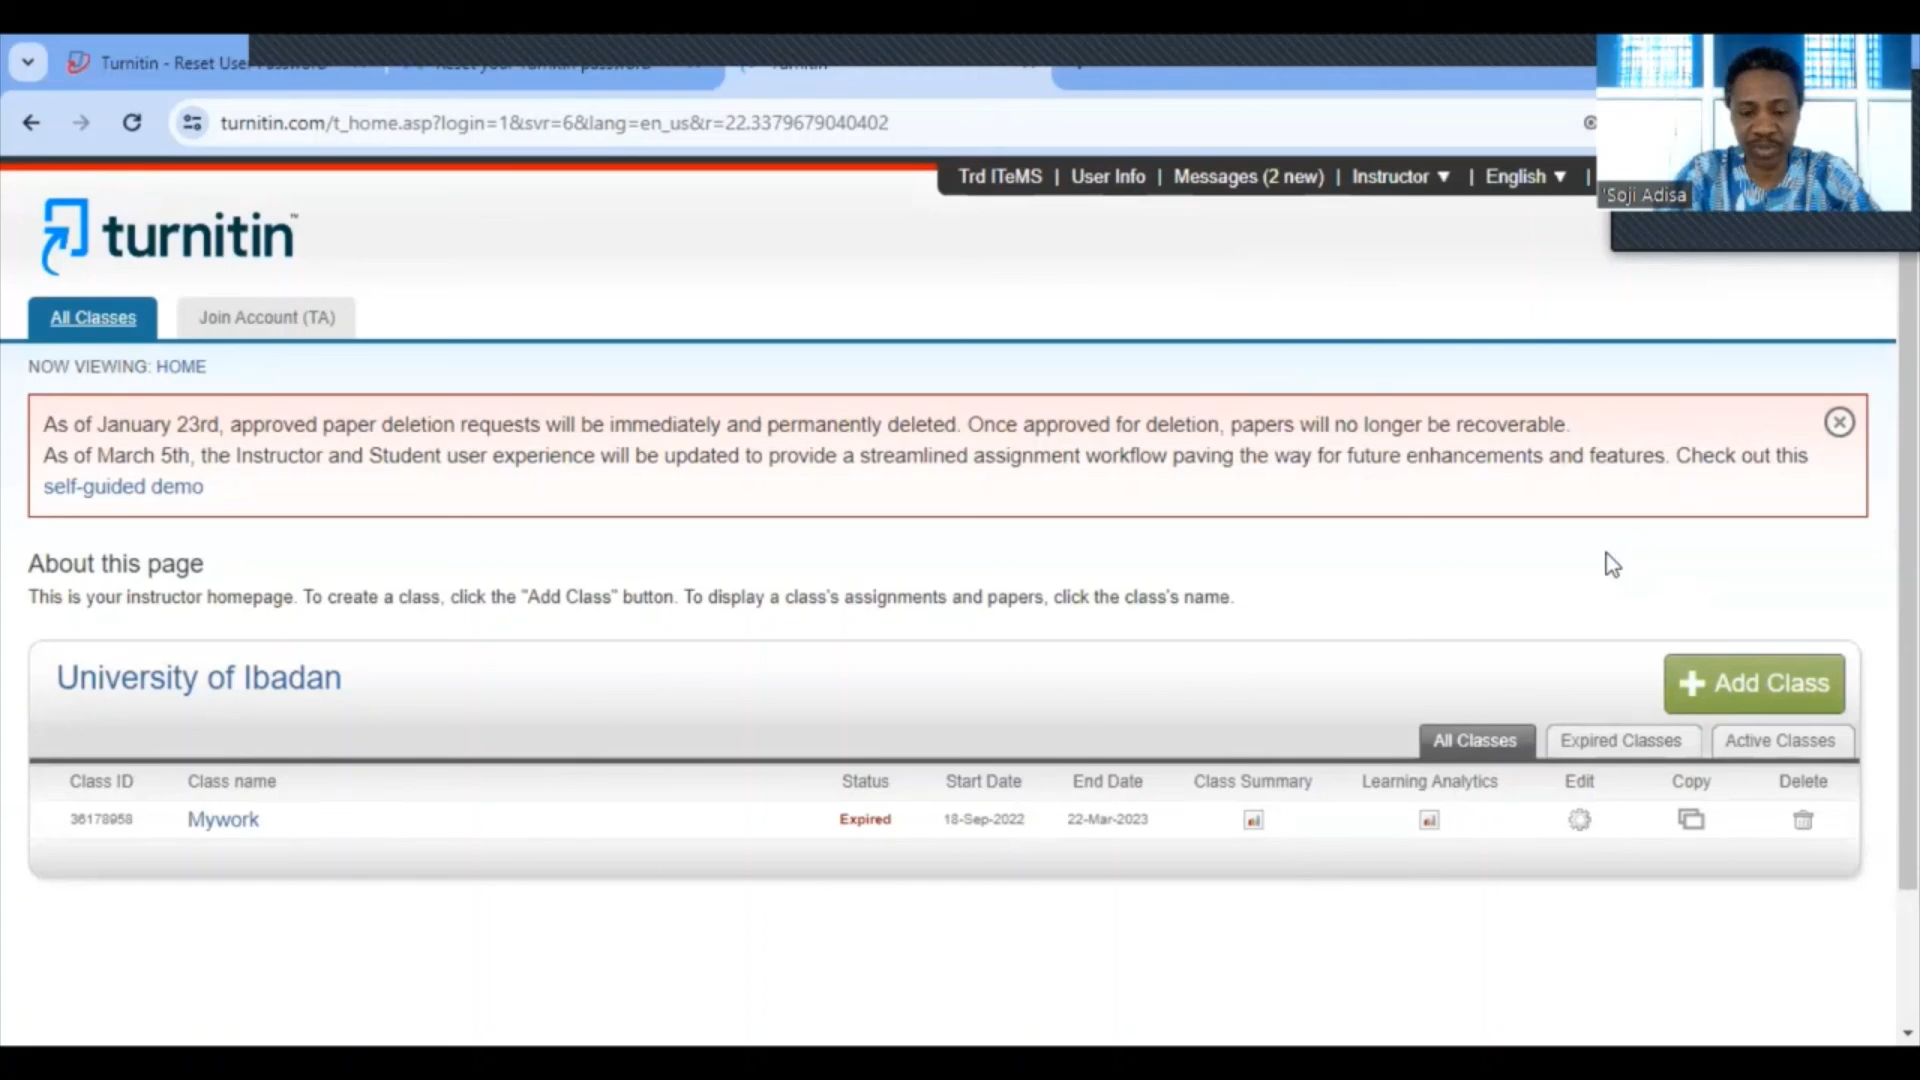 Turnitin - Reset User Password
turnitin.com/t_home.asp?login=1&svr=6&lang=en_us&r=22.3379679040402
Trd ITeMS | User Info | Messages (2 new) | Instructor ▼ | English ▼ |
'Soji Adisa
turnitin™
All Classes Join Account (TA)
NOW VIEWING: HOME
As of January 23rd, approved paper deletion requests will be immediately and permanently deleted. Once approved for deletion, papers will no longer be recoverable.
As of March 5th, the Instructor and Student user experience will be updated to provide a streamlined assignment workflow paving the way for future enhancements and features. Check out this
self-guided demo
About this page
This is your instructor homepage. To create a class, click the "Add Class" button. To display a class's assignments and papers, click the class's name.
University of Ibadan
Add Class
All Classes Expired Classes Active Classes
Class ID Class name Status Start Date End Date Class Summary Learning Analytics Edit Copy Delete
36178958 Mywork Expired 18-Sep-2022 22-Mar-2023